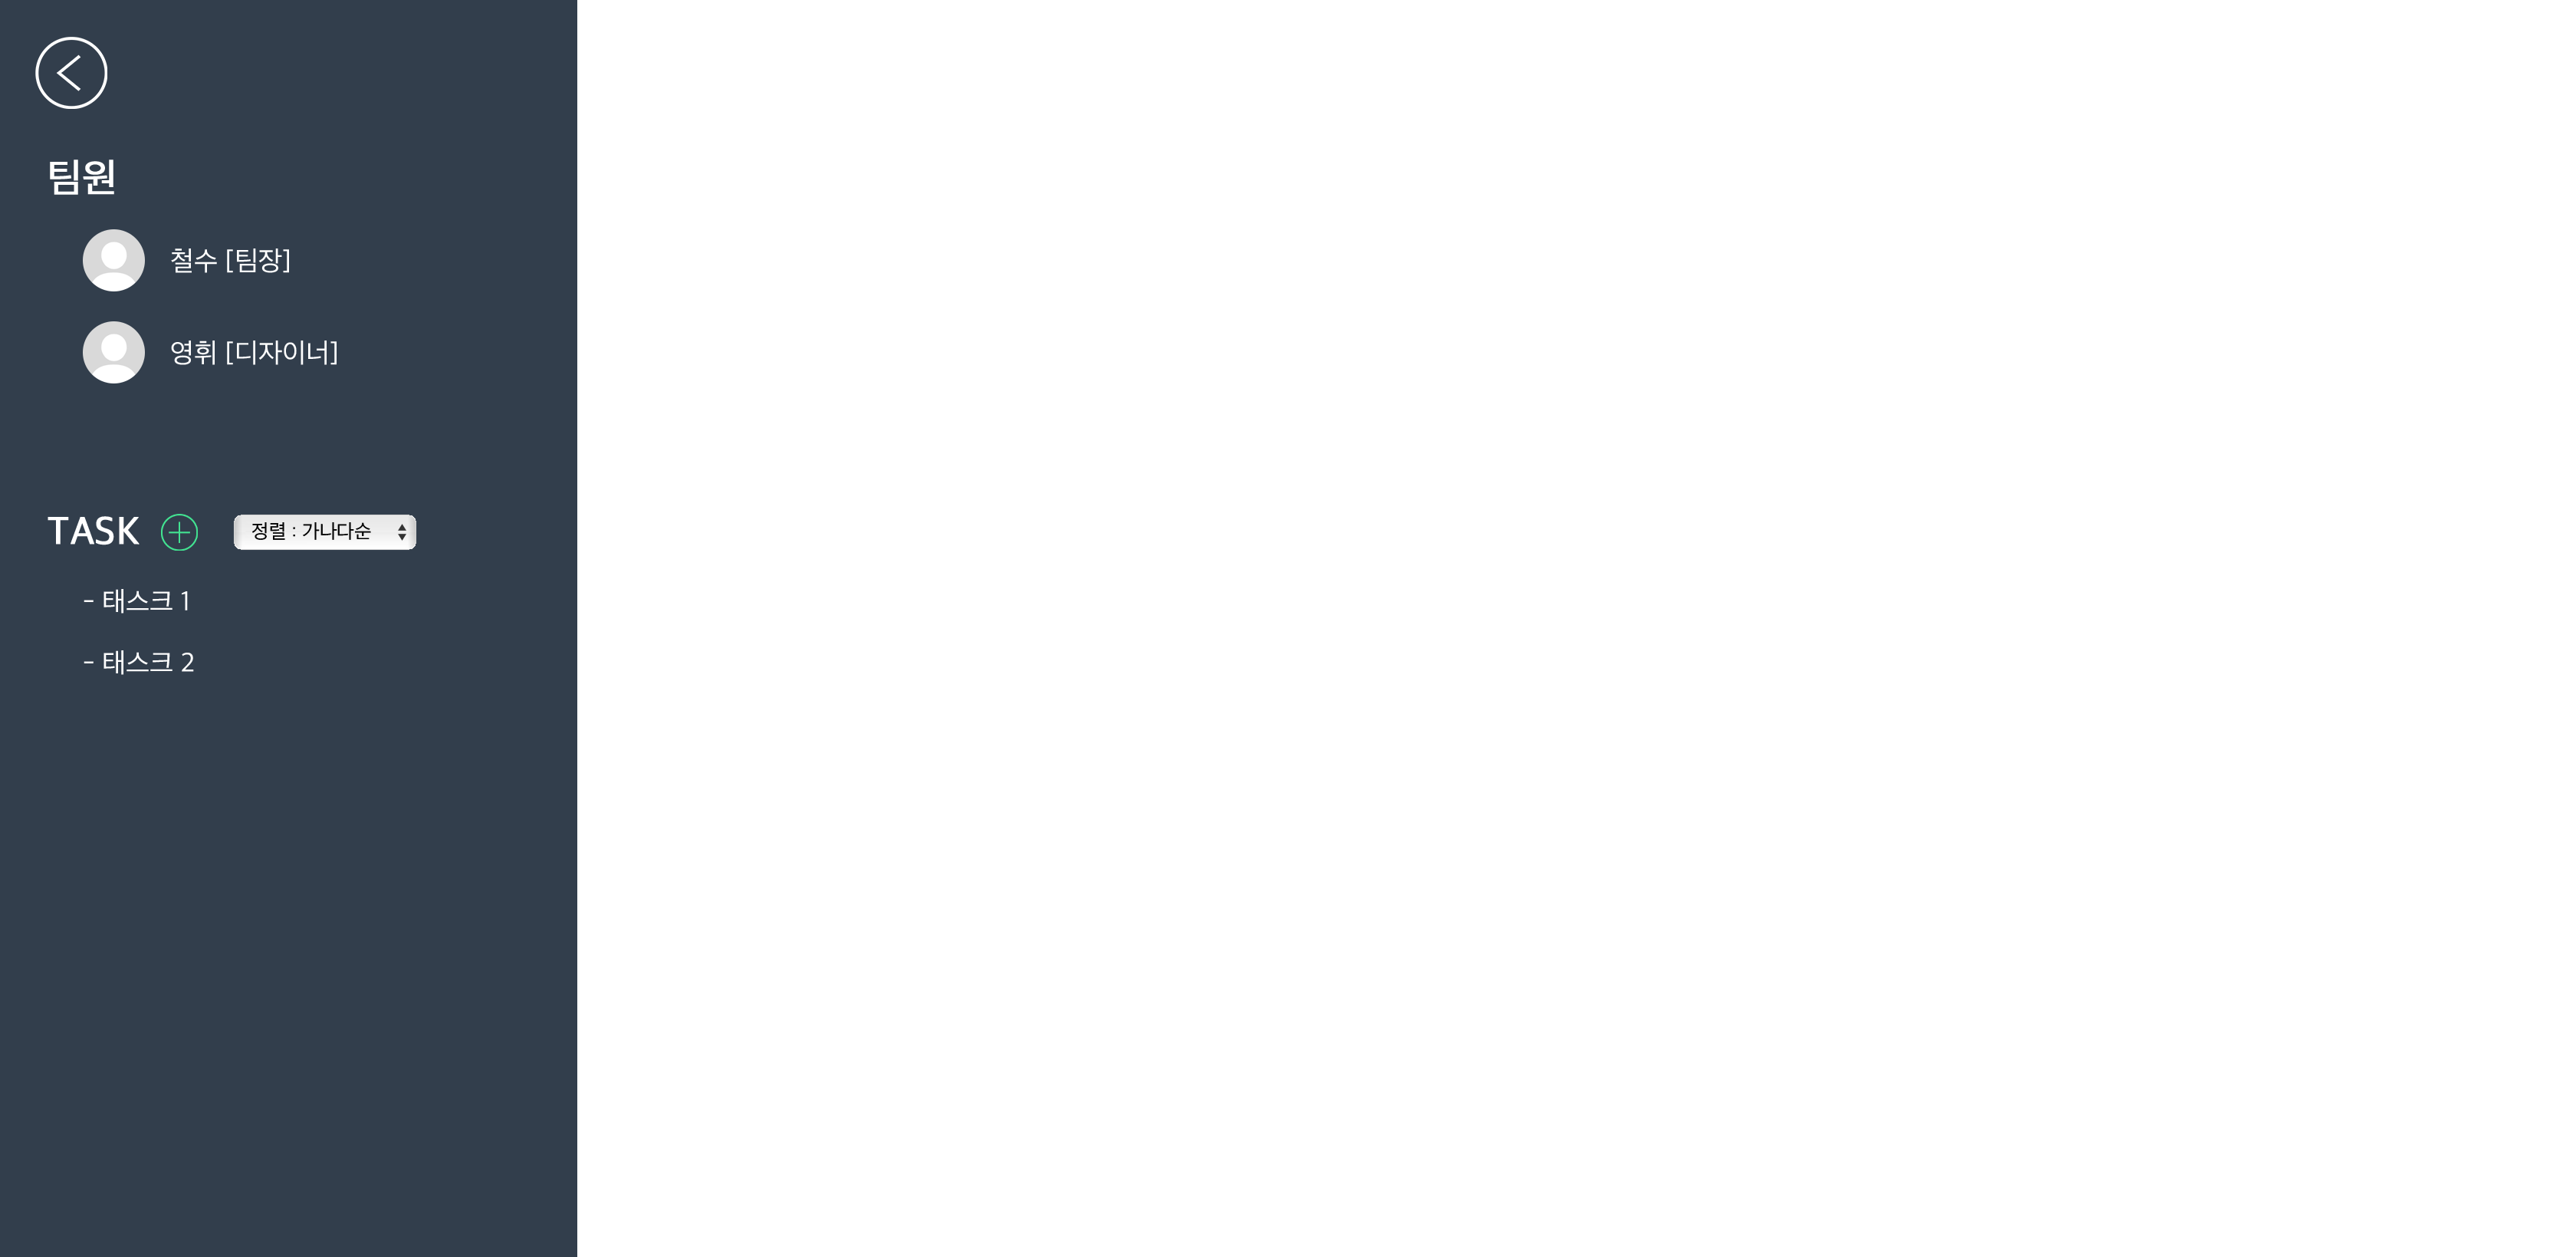 팀원
철수 [팀장]
영휘 [디자이너]
TASK
정렬 : 가나다순
- 태스크 1
- 태스크 2